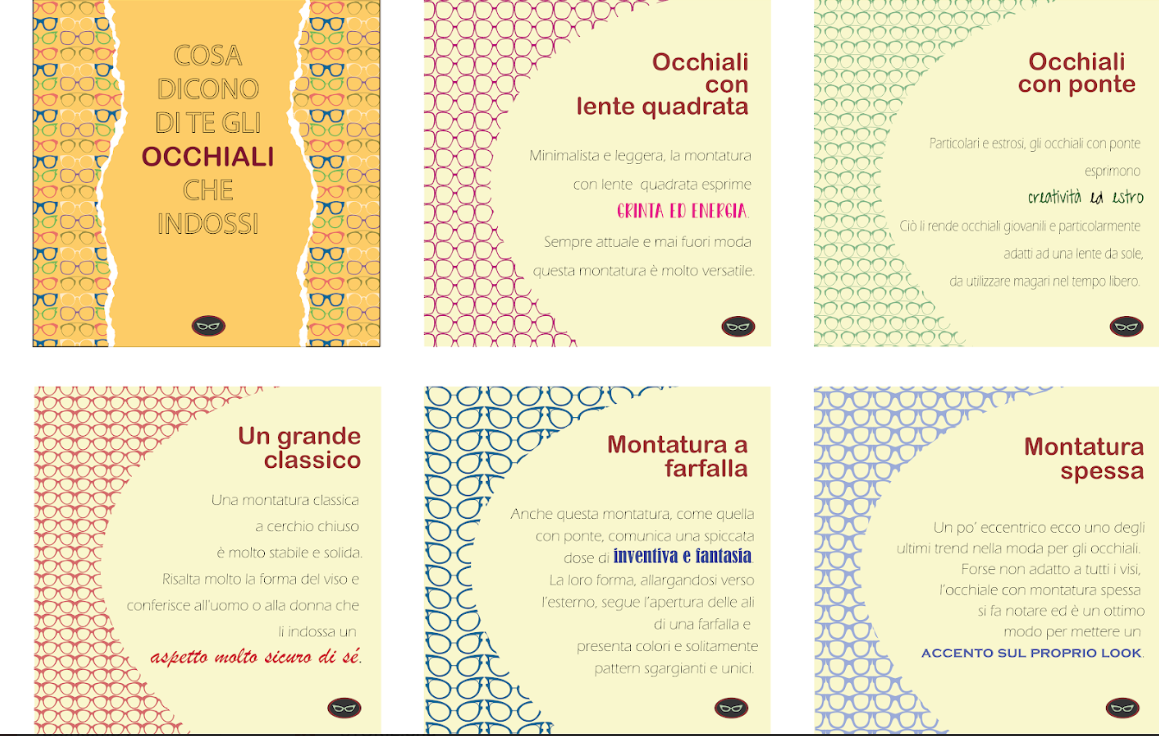 COSA
DICONO
DI TE GLI
OCCHIALI
CHE
INDOSSI
Occhiali
con
lente quadrata
Minimalista e leggera, la montatura
con lente quadrata esprime
GRINTA ED ENERGIA.
Sempre attuale e mai fuori moda
questa montatura è molto versatile.
Occhiali
con ponte
Particolari e estrosi, gli occhiali con ponte
esprimono
creatività ed estro
Ciò li rende occhiali giovanili e particolarmente
adatti ad una lente da sole,
da utilizzare magari nel tempo libero.
Un grande
classico
Una montatura classica
a cerchio chiuso
è molto stabile e solida.
Risalta molto la forma del viso e
conferisce all'uomo o alla donna che
li indossa un
aspetto molto sicuro di sé.
Montatura a
farfalla
Anche questa montatura, come quella
con ponte, comunica una spiccata
dose di inventiva e fantasia.
La loro forma, allargandosi verso
l'esterno, segue l'apertura delle ali
di una farfalla e
presenta colori e solitamente
pattern sgargianti e unici.
Montatura
spessa
Un po' eccentrico ecco uno degli
ultimi trend nella moda per gli occhiali.
Forse non adatto a tutti i visi,
l'occhiale con montatura spessa
si fa notare ed è un ottimo
modo per mettere un
ACCENTO SUL PROPRIO LOOK.